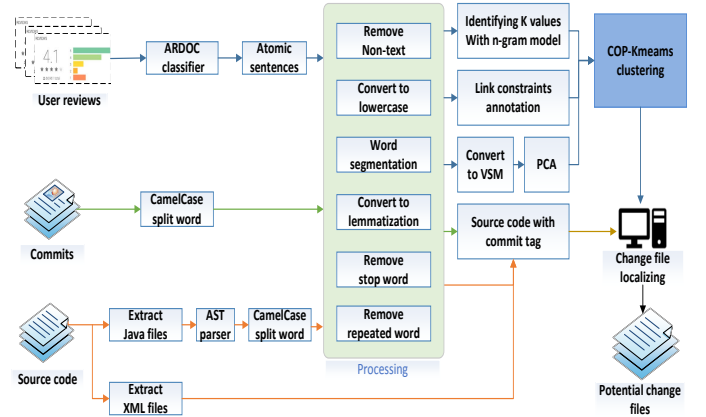 4.1
User reviews
ARDOC
classifier
Atomic
sentences
Remove
Non-text
Convert to
lowercase
Word
segmentation
Convert to
lemmatization
Remove
stop word
Remove
repeated word
Processing
Identifying K values
With n-gram model
Link constraints
annotation
Convert
to VSM
PCA
COP-Kmeams
clustering
Commits
CamelCase
split word
Source code with
commit tag
Change file
localizing
Source code
Extract
Java files
AST
parser
CamelCase
split word
Extract
XML files
Potential change
files